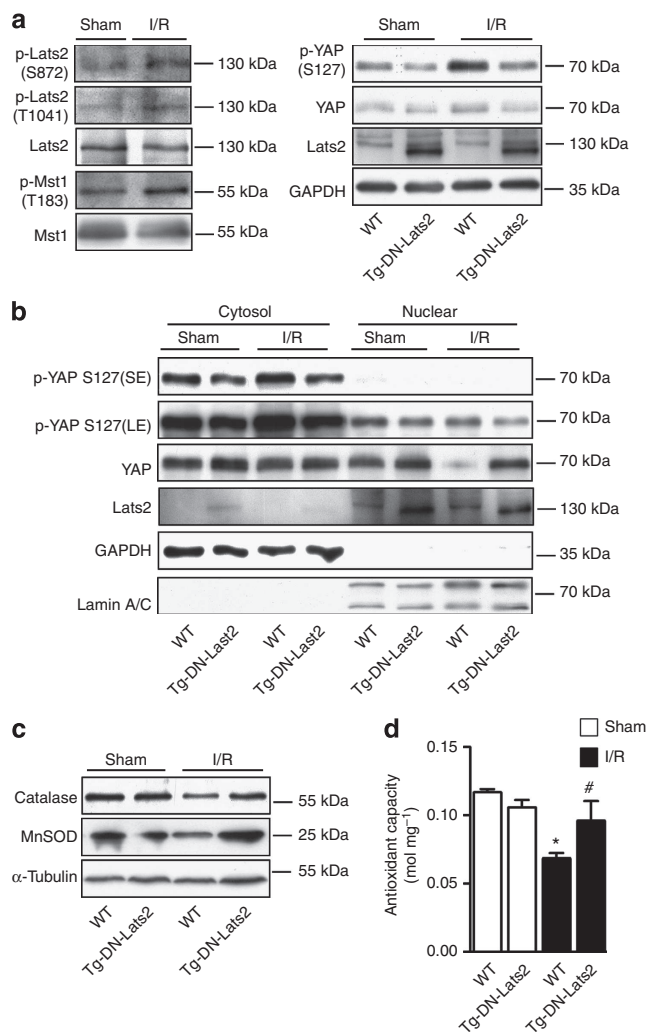 a
Sham I/R
p-Lats2
(S872)
130 kDa
p-Lats2
(T1041)
130 kDa
Lats2
130 kDa
p-Mst1
(T183)
55 kDa
Mst1
55 kDa
Sham I/R
p-YAP
(S127)
70 kDa
YAP
70 kDa
Lats2
130 kDa
GAPDH
35 kDa
WT
Tg-DN-Lats2
WT
Tg-DN-Lats2
b
Cytosol Nuclear
Sham I/R Sham I/R
p-YAP S127(SE)
70 kDa
p-YAP S127(LE)
70 kDa
YAP
70 kDa
Lats2
130 kDa
GAPDH
35 kDa
Lamin A/C
70 kDa
WT
Tg-DN-Last2
WT
Tg-DN-Last2
WT
Tg-DN-Last2
WT
Tg-DN-Last2
c
Sham I/R
Catalase
55 kDa
MnSOD
25 kDa
α-Tubulin
55 kDa
WT
Tg-DN-Lats2
WT
Tg-DN-Lats2
d
Sham
I/R
Antioxidant capacity
(mol mg⁻¹)
0.15
0.10
0.05
0.00
*
#
WT
Tg-DN-Lats2
WT
Tg-DN-Lats2